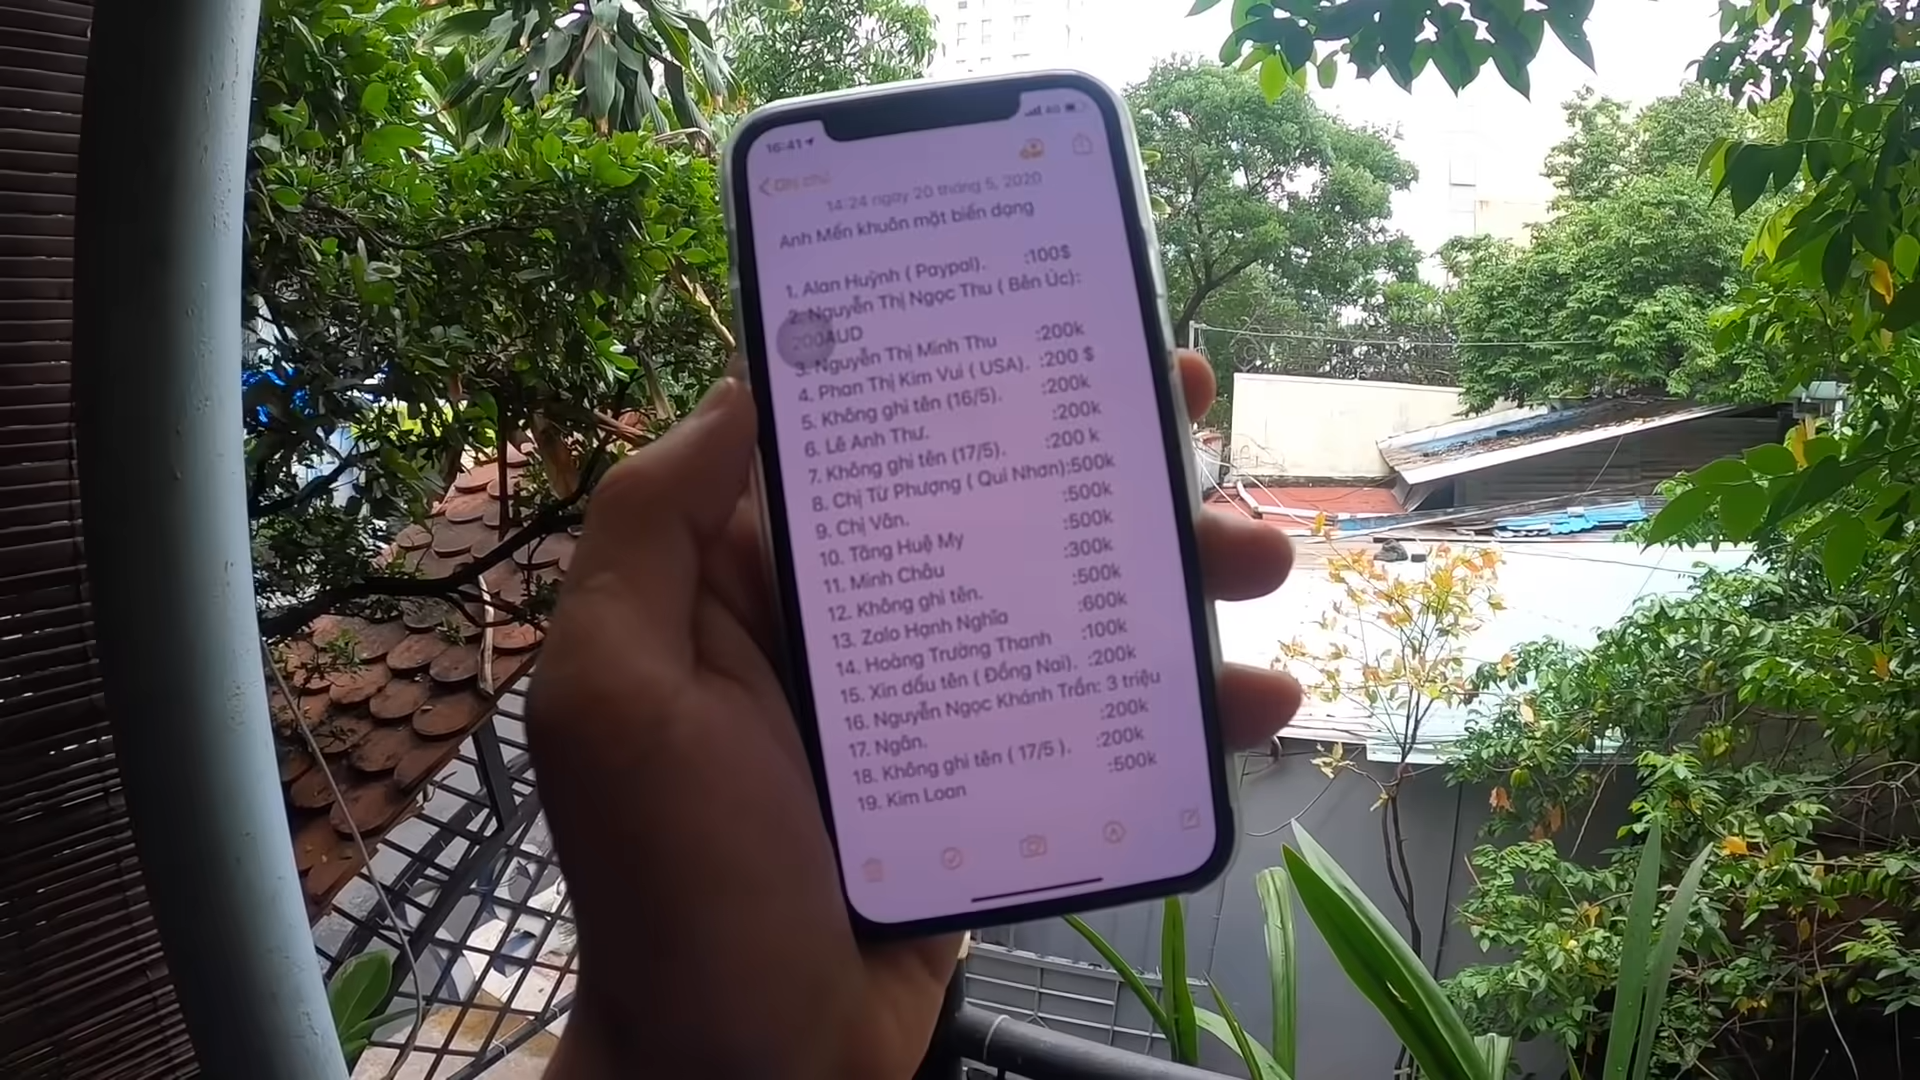 16:41
4G
Ghi chú
14:24 ngày 20 tháng 5, 2020
Anh Mến khuôn mặt biến dạng
1. Alan Huỳnh ( Paypal). :100$
2. Nguyễn Thị Ngọc Thu ( Bên Úc):
200AUD
3. Nguyễn Thị Minh Thu :200k
4. Phan Thị Kim Vui ( USA). :200 $
5. Không ghi tên (16/5). :200k
6. Lê Anh Thư. :200k
7. Không ghi tên (17/5). :200 k
8. Chị Từ Phượng ( Qui Nhơn):500k
9. Chị Vân. :500k
10. Tăng Huệ My :500k
11. Minh Châu :300k
12. Không ghi tên. :500k
13. Zalo Hạnh Nghĩa :600k
14. Hoàng Trường Thanh :100k
15. Xin dấu tên ( Đồng Nai). :200k
16. Nguyễn Ngọc Khánh Trần: 3 triệu
17. Ngân. :200k
18. Không ghi tên ( 17/5 ). :200k
19. Kim Loan :500k